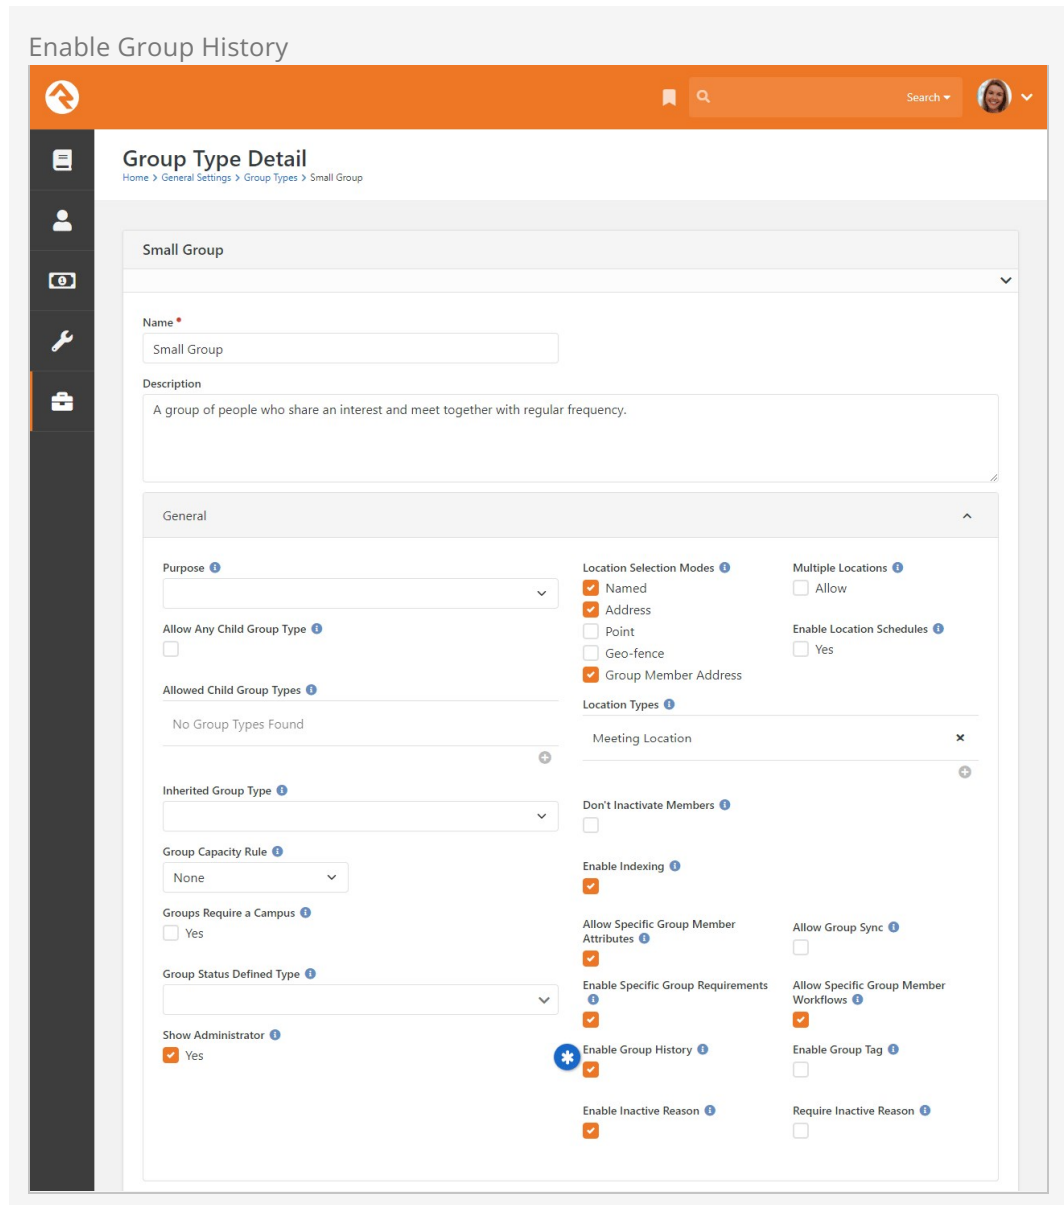 Enable Group History
Search
Group Type Detail
Home > General Settings > Group Types > Small Group
Small Group
Name
Small Group
Description
A group of people who share an interest and meet together with regular frequency.
General
Purpose
Allow Any Child Group Type
Allowed Child Group Types
No Group Types Found
Inherited Group Type
Group Capacity Rule
None
Groups Require a Campus
Yes
Group Status Defined Type
Show Administrator
Yes
Location Selection Modes
Named
Address
Point
Geo-fence
Group Member Address
Multiple Locations
Allow
Enable Location Schedules
Yes
Location Types
Meeting Location
Don't Inactivate Members
Enable Indexing
Allow Specific Group Member
Attributes
Allow Group Sync
Enable Specific Group Requirements
Allow Specific Group Member
Workflows
Enable Group History
Enable Group Tag
Enable Inactive Reason
Require Inactive Reason